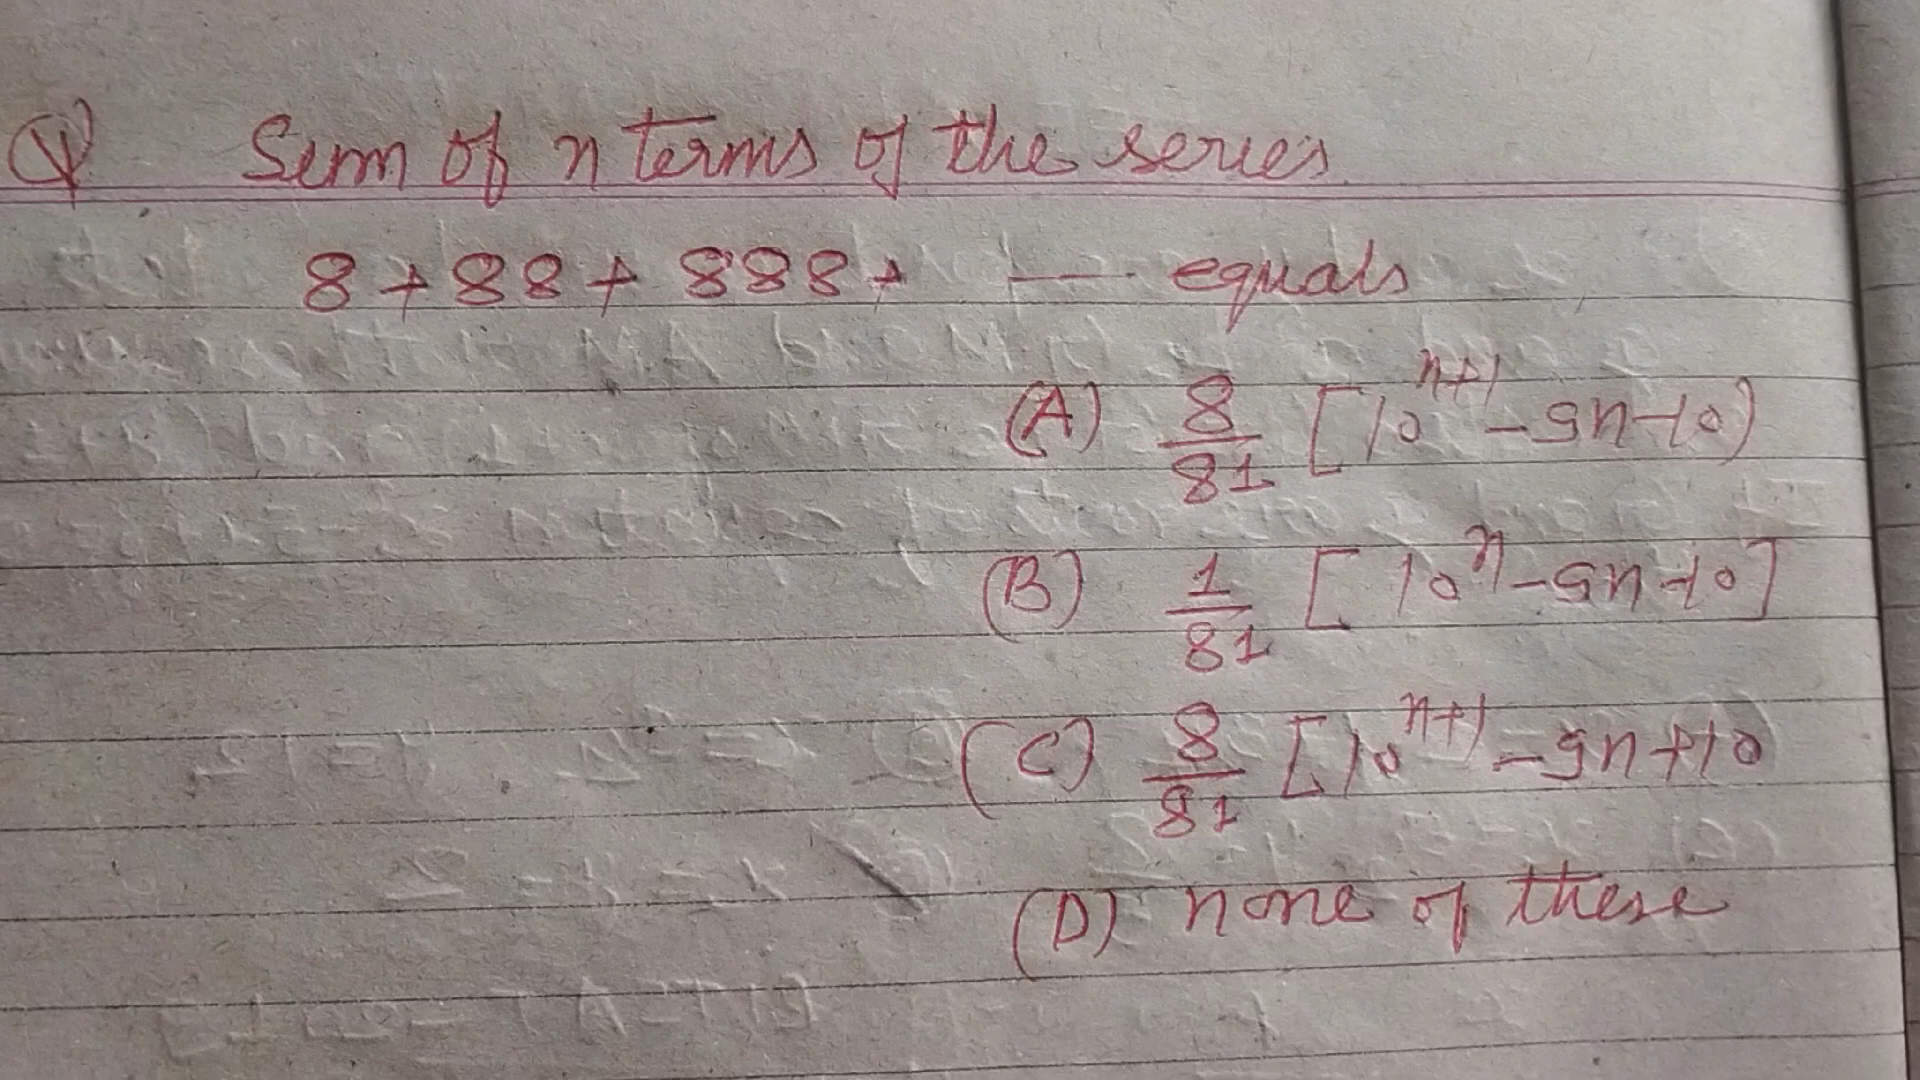 Q Sum of n terms of the series
8+88+888+ — equals
(A) 8/81 [10^n+1 - 9n-10)
(B) 1/81 [10^n - 9n-10]
(C) 8/81 [10^n+1 - 9n+10
(D) none of these